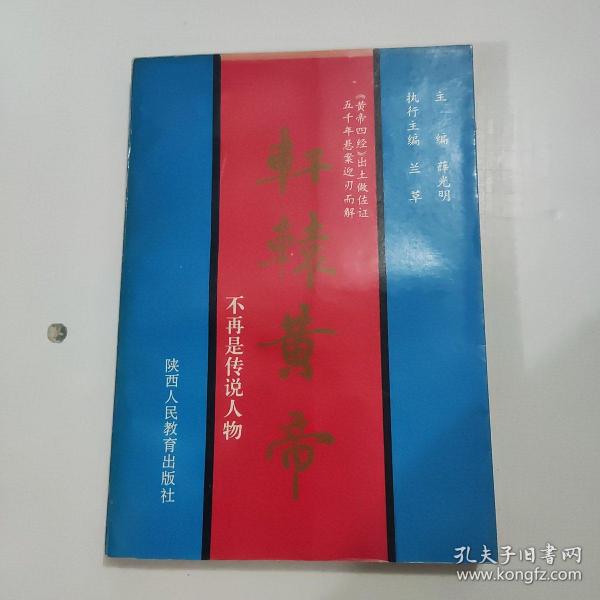 主 编 薛光明
执行主编 兰草
《黄帝四经》出土做佐证
五千年悬案迎刃而解
軒轅黄帝
不再是传说人物
陕西人民教育出版社
孔夫子旧书网
www.kongfz.com